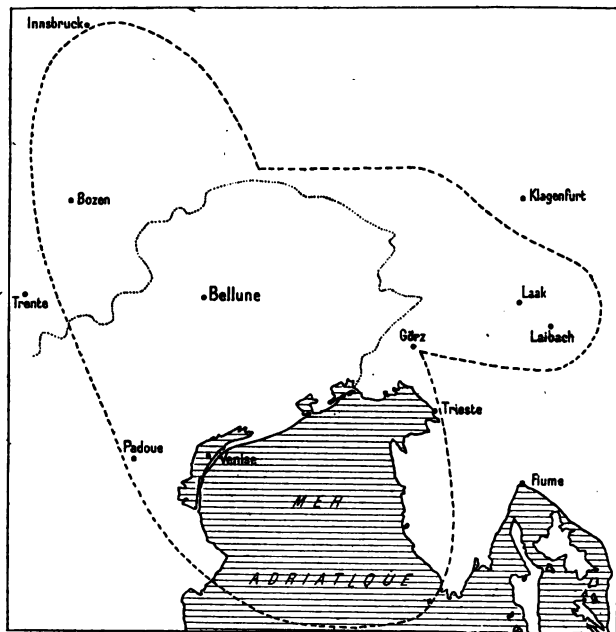 Innsbruck
Bozen
Klagenfurt
Trente
Bellune
Laak
Laibach
Görz
Trieste
Padoue
Venise
Fiume
MER
ADRIATIQUE